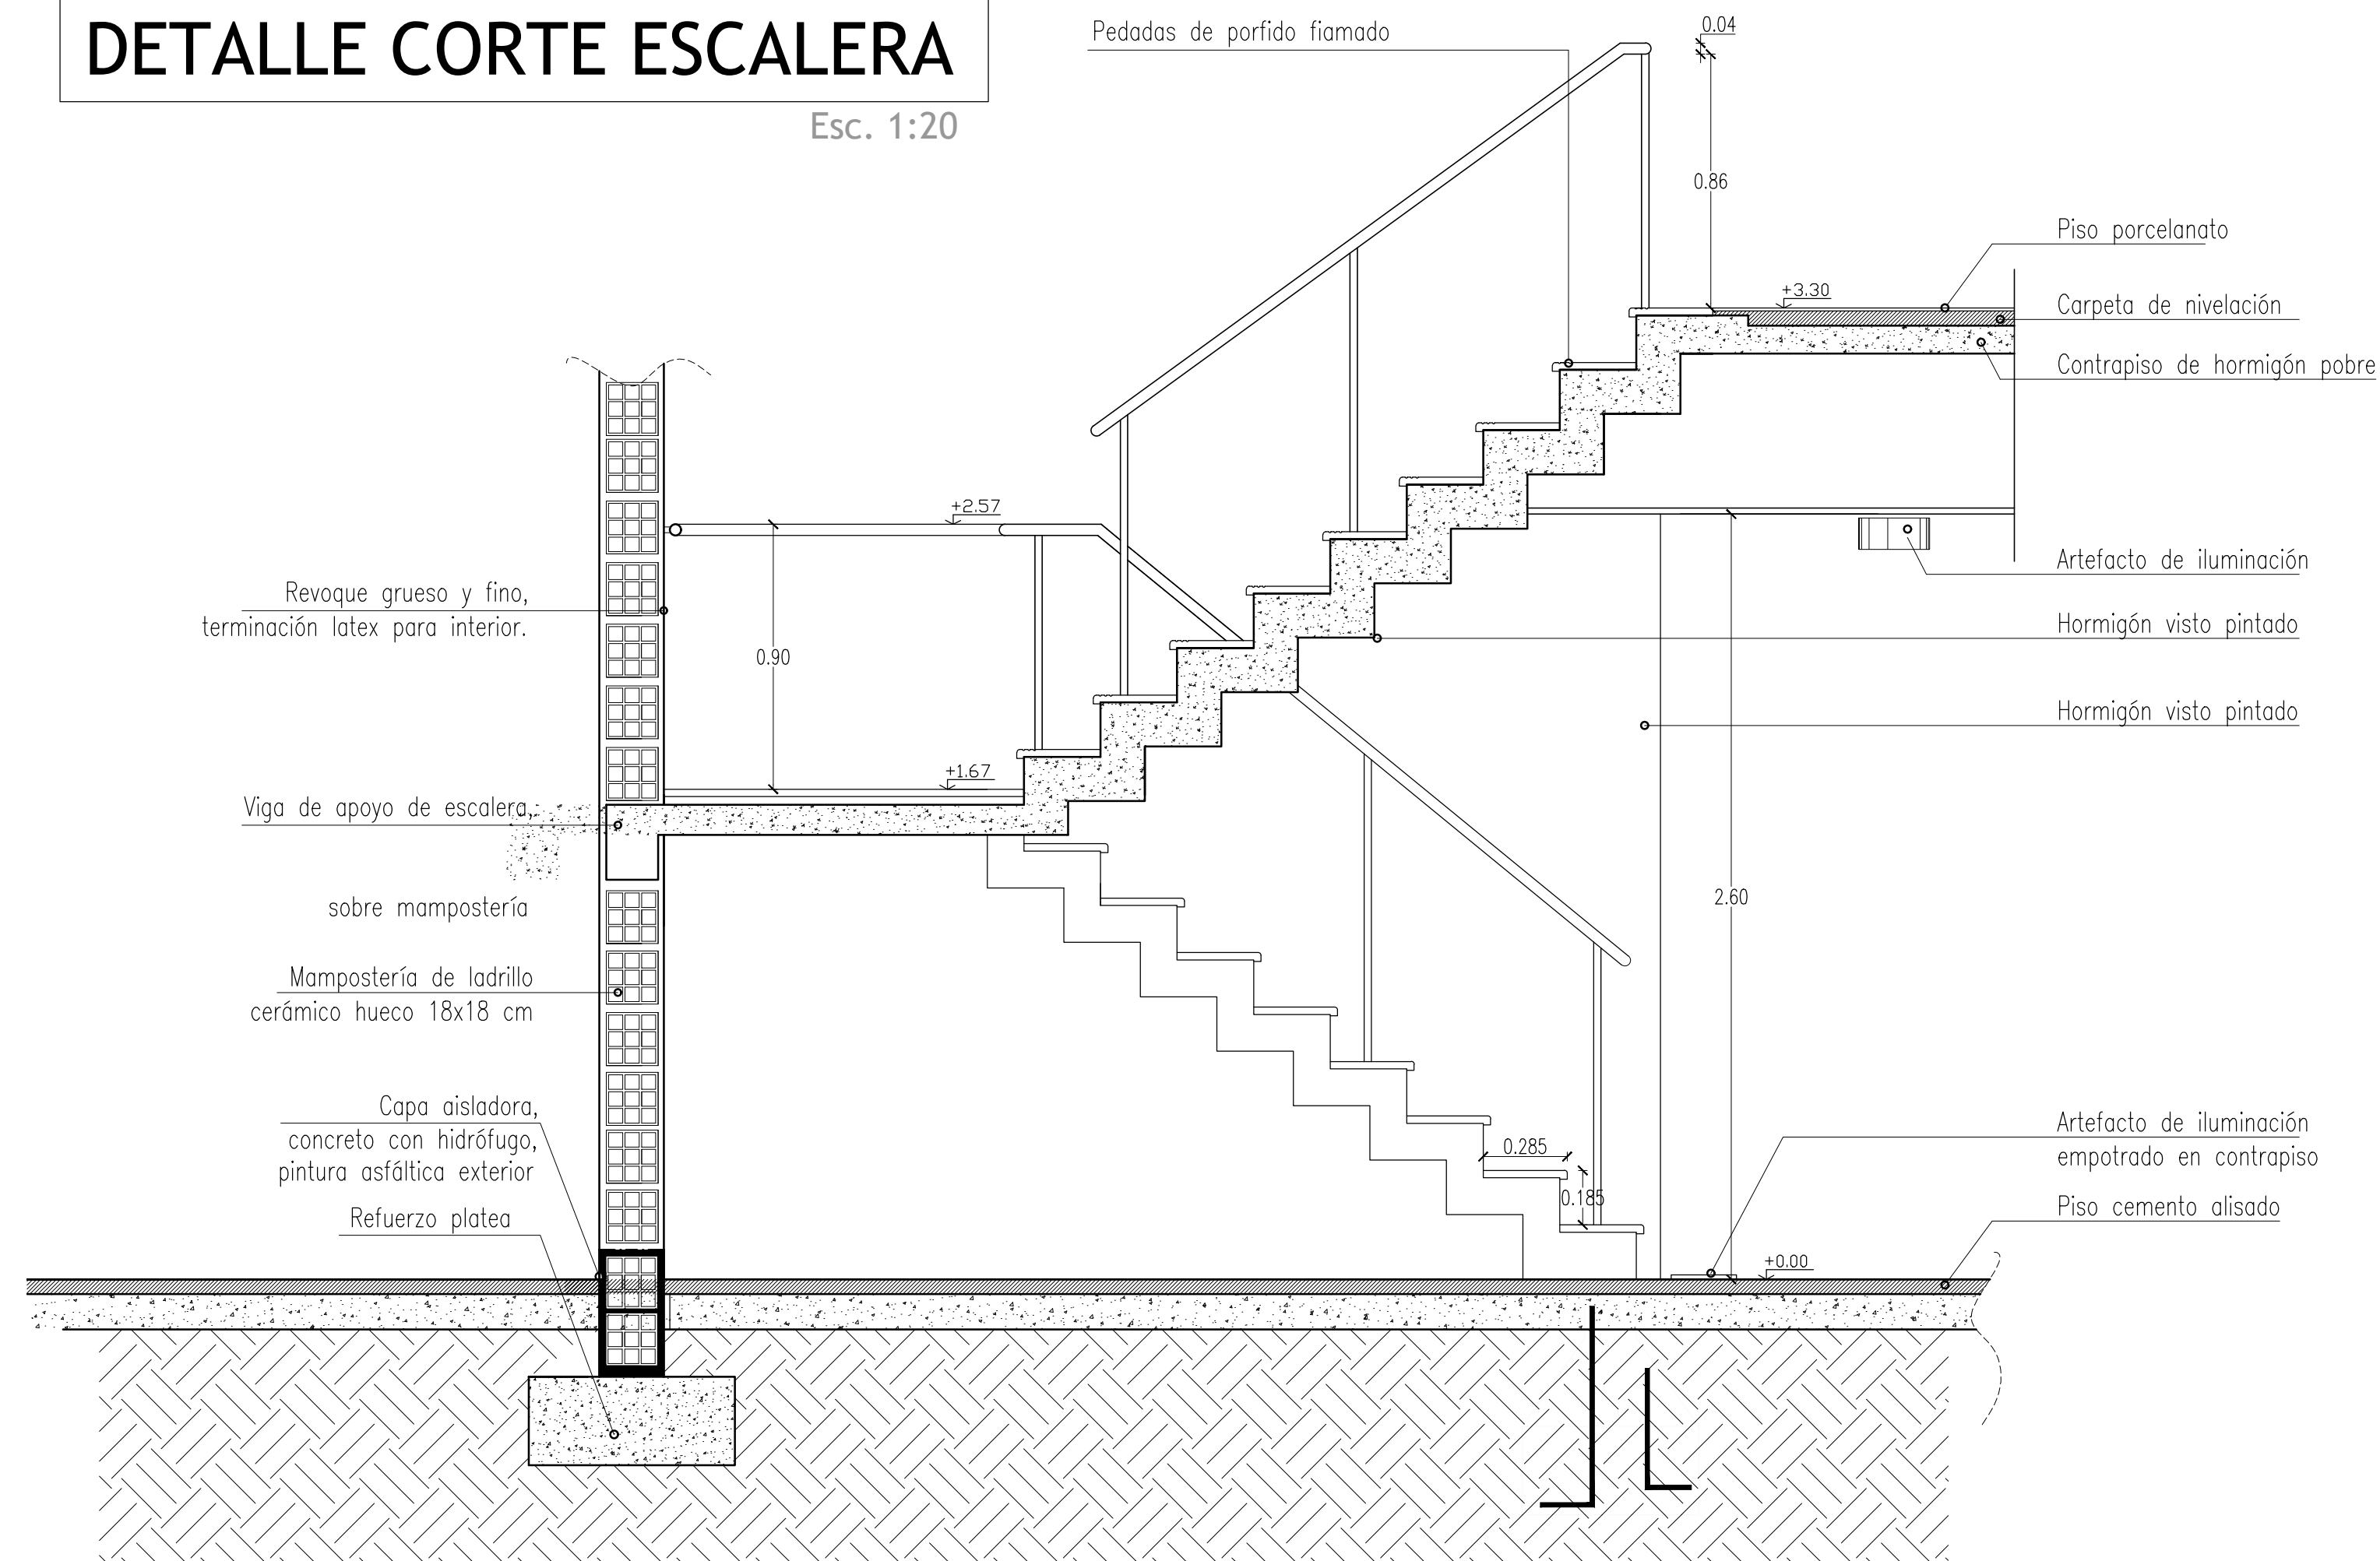 DETALLE CORTE ESCALERA
Esc. 1:20
Pedadas de porfido fiamado
0.04
0.86
Piso porcelanato
+3.30
Carpeta de nivelación
Contrapiso de hormigón pobre
+2.57
Artefacto de iluminación
Revoque grueso y fino,
terminación latex para interior.
Hormigón visto pintado
0.90
Hormigón visto pintado
+1.67
Viga de apoyo de escalera,
sobre mampostería
2.60
Mampostería de ladrillo
cerámico hueco 18x18 cm
Capa aisladora,
concreto con hidrófugo,
pintura asfáltica exterior
Artefacto de iluminación
empotrado en contrapiso
0.285
0.185
Refuerzo platea
Piso cemento alisado
+0.00